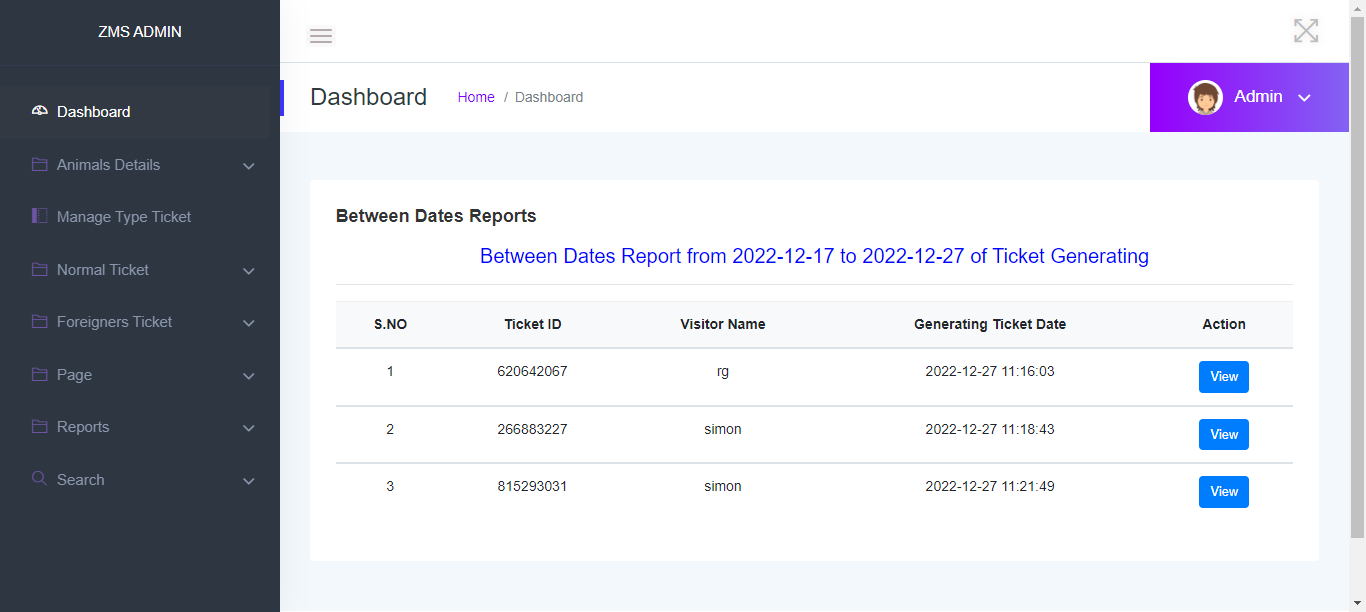 ZMS ADMIN
Dashboard
Animals Details
Manage Type Ticket
Normal Ticket
Foreigners Ticket
Page
Reports
Search
Dashboard Home / Dashboard
Admin
Between Dates Reports
Between Dates Report from 2022-12-17 to 2022-12-27 of Ticket Generating
S.NO Ticket ID Visitor Name Generating Ticket Date Action
1 620642067 rg 2022-12-27 11:16:03 View
2 266883227 simon 2022-12-27 11:18:43 View
3 815293031 simon 2022-12-27 11:21:49 View